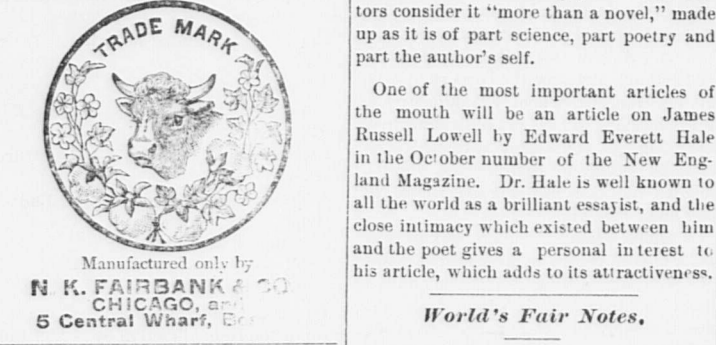 TRADE MARK
Manufactured only by
N. K. FAIRBANK &
CHICAGO,
5 Central Wharf,
tors consider it "more than a novel," made
up as it is of part science, part poetry and
part the author's self.
One of the most important articles of
the mouth will be an article on James
Russell Lowell by Edward Everett Hale
in the October number of the New Eng-
land Magazine. Dr. Hale is well known to
all the world as a brilliant essayist, and the
close intimacy which existed between him
and the poet gives a personal interest to
his article, which adds to its attractiveness.
World's Fair Notes.